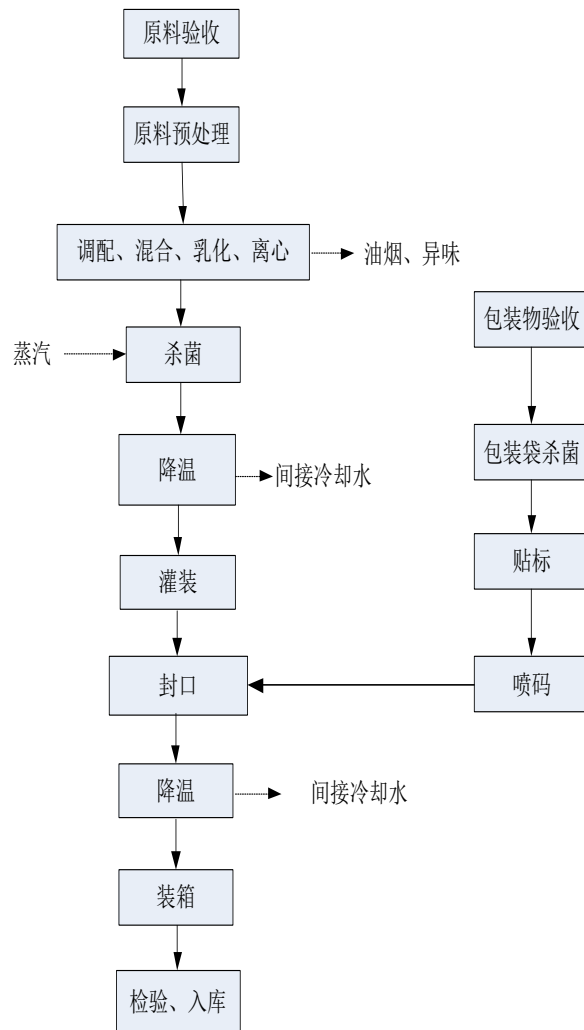 原料验收
原料预处理
调配、混合、乳化、离心
油烟、异味
包装物验收
蒸汽
杀菌
包装袋杀菌
降温
间接冷却水
贴标
灌装
封口
喷码
降温
间接冷却水
装箱
检验、入库